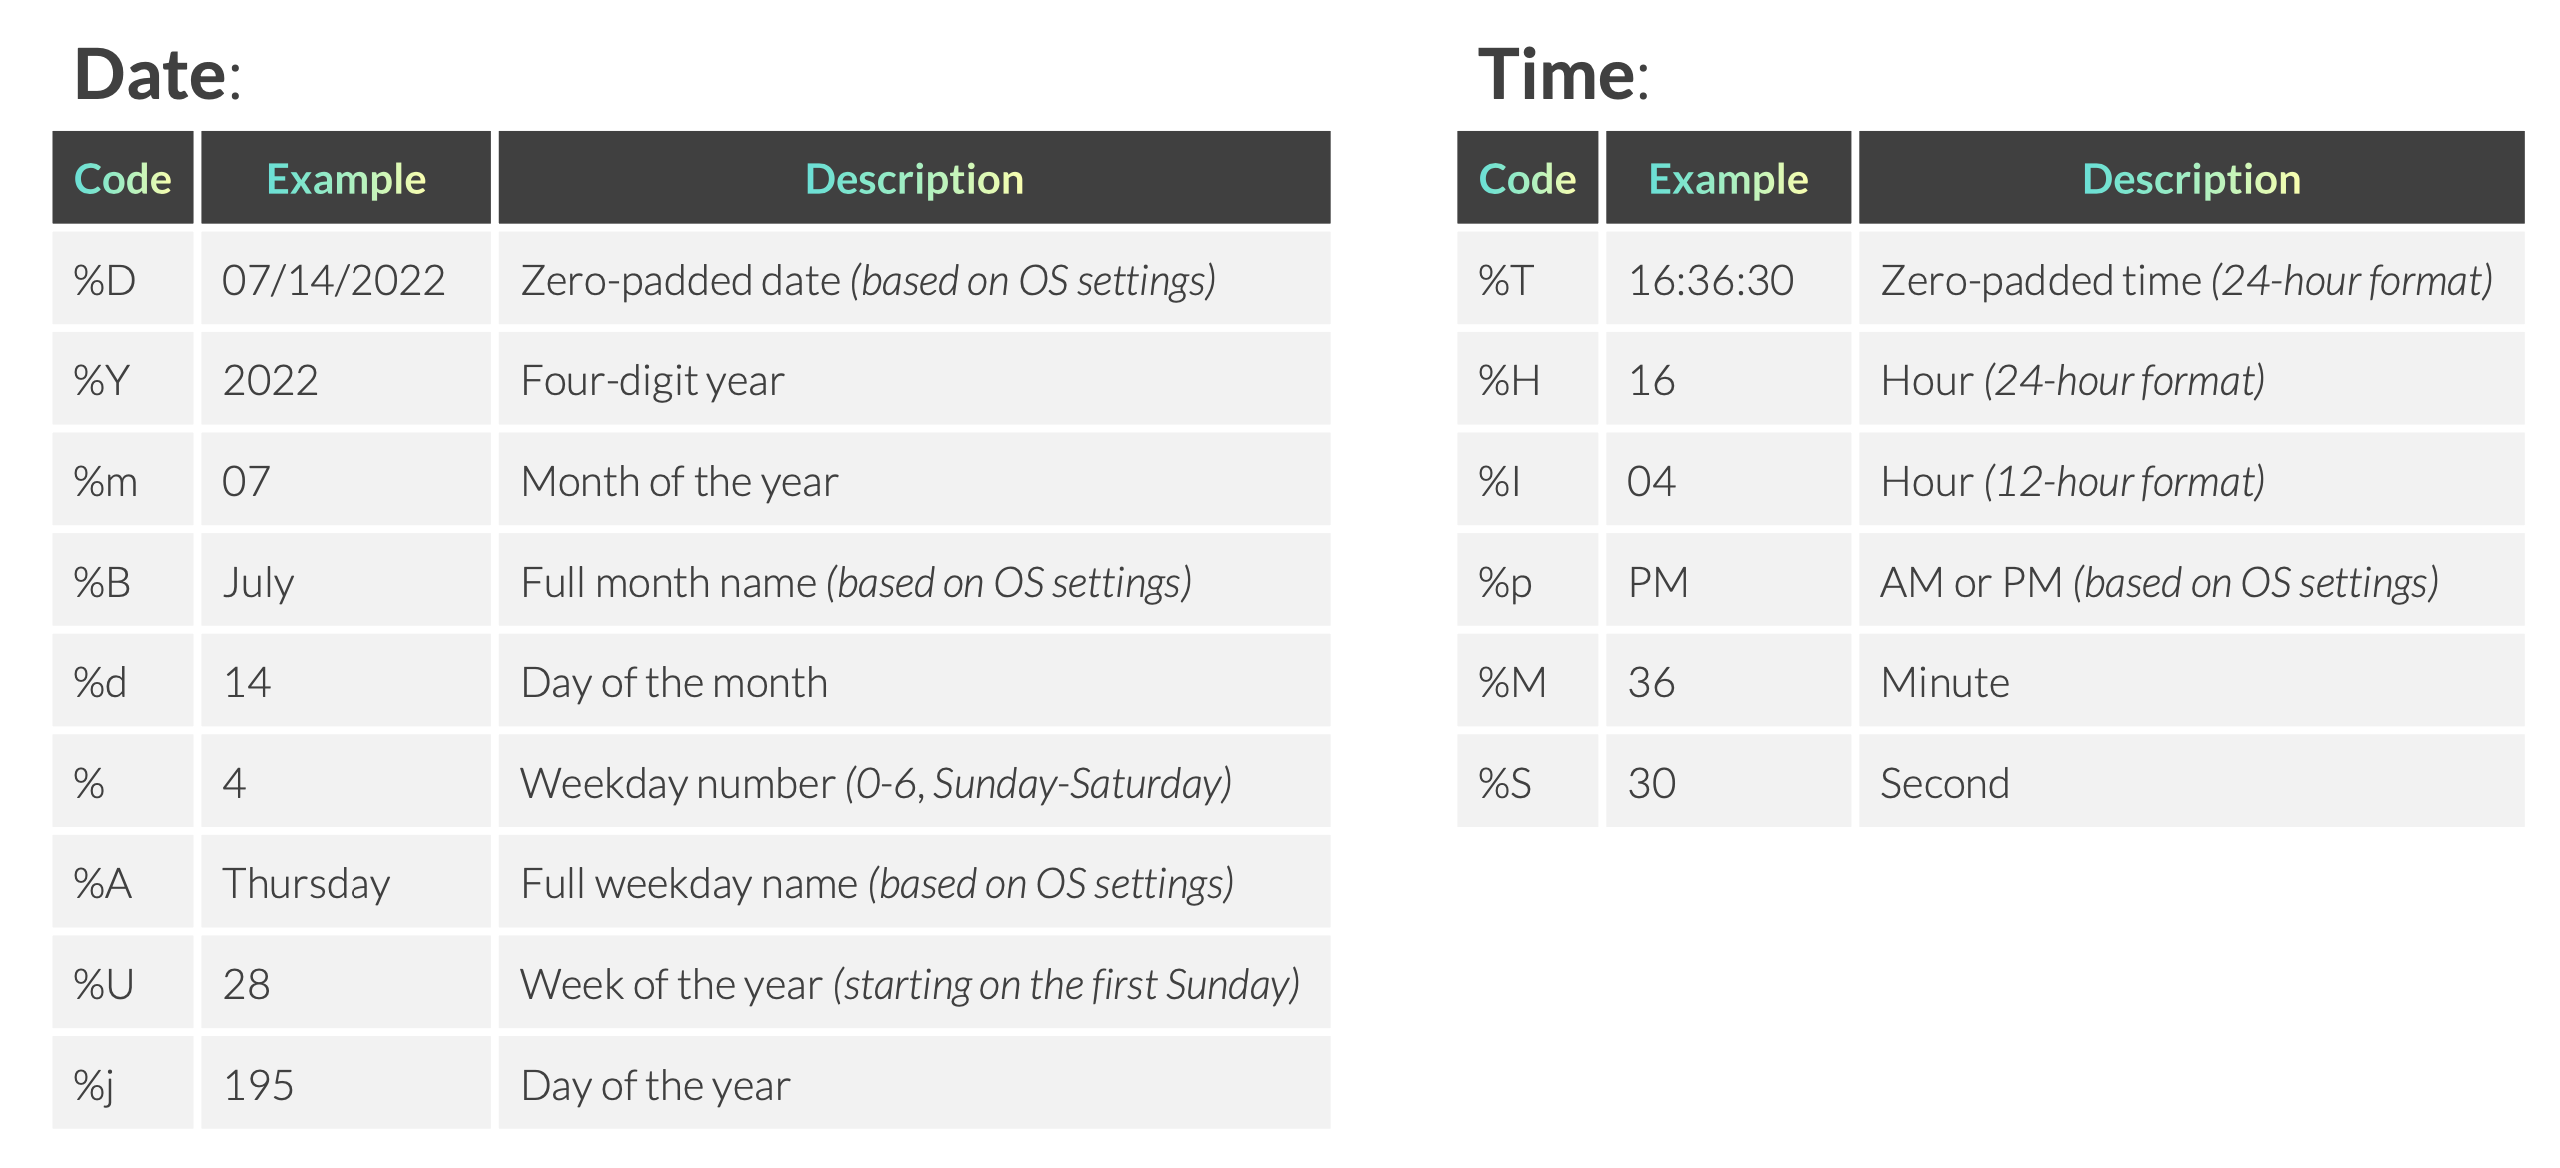 Date:
Code Example Description
%D 07/14/2022 Zero-padded date (based on OS settings)
%Y 2022 Four-digit year
%m 07 Month of the year
%B July Full month name (based on OS settings)
%d 14 Day of the month
% 4 Weekday number (0-6, Sunday-Saturday)
%A Thursday Full weekday name (based on OS settings)
%U 28 Week of the year (starting on the first Sunday)
%j 195 Day of the year
Time:
Code Example Description
%T 16:36:30 Zero-padded time (24-hour format)
%H 16 Hour (24-hour format)
%I 04 Hour (12-hour format)
%p PM AM or PM (based on OS settings)
%M 36 Minute
%S 30 Second